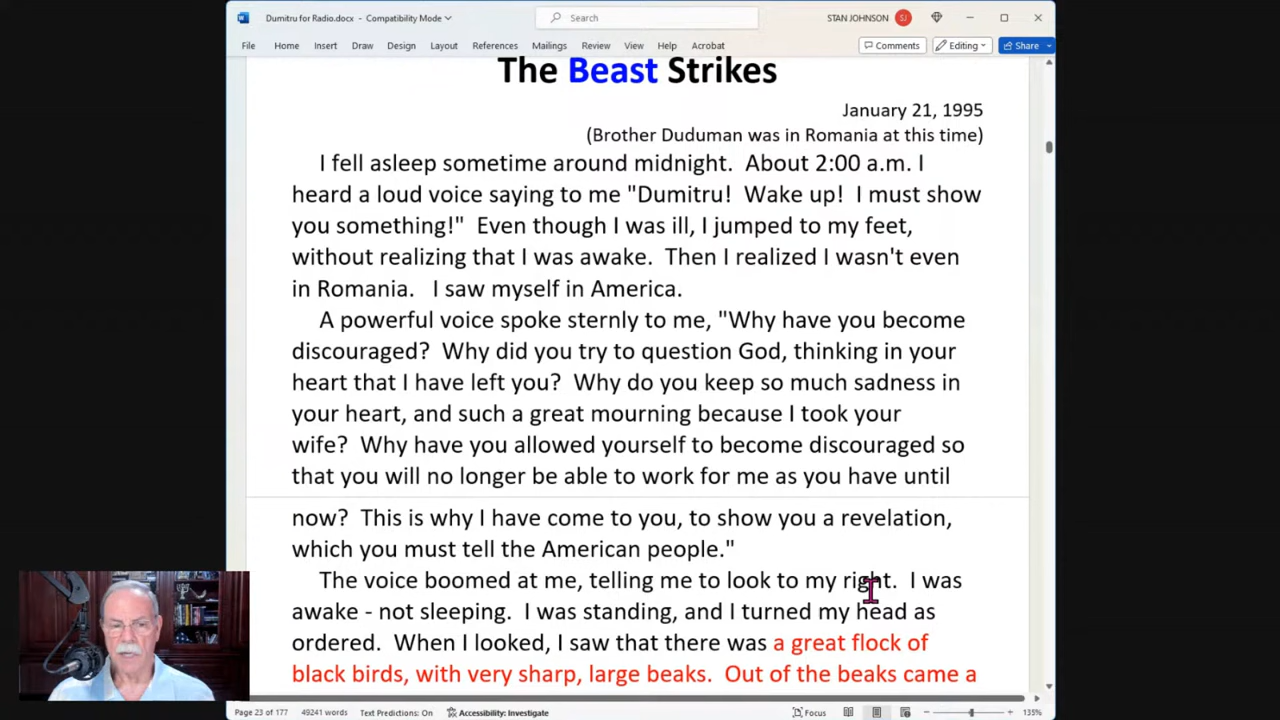 Dumitru for Radio.docx - Compatibility Mode
Search
STAN JOHNSON SJ
File Home Insert Draw Design Layout References Mailings Review View Help Acrobat Comments Editing Share
The Beast Strikes
January 21, 1995
(Brother Duduman was in Romania at this time)
I fell asleep sometime around midnight. About 2:00 a.m. I
heard a loud voice saying to me "Dumitru! Wake up! I must show
you something!" Even though I was ill, I jumped to my feet,
without realizing that I was awake. Then I realized I wasn't even
in Romania. I saw myself in America.
A powerful voice spoke sternly to me, "Why have you become
discouraged? Why did you try to question God, thinking in your
heart that I have left you? Why do you keep so much sadness in
your heart, and such a great mourning because I took your
wife? Why have you allowed yourself to become discouraged so
that you will no longer be able to work for me as you have until
now? This is why I have come to you, to show you a revelation,
which you must tell the American people."
The voice boomed at me, telling me to look to my right. I was
awake - not sleeping. I was standing, and I turned my head as
ordered. When I looked, I saw that there was a great flock of
black birds, with very sharp, large beaks. Out of the beaks came a
Page 23 of 177 49241 words Text Predictions: On Accessibility: Investigate Focus 135%